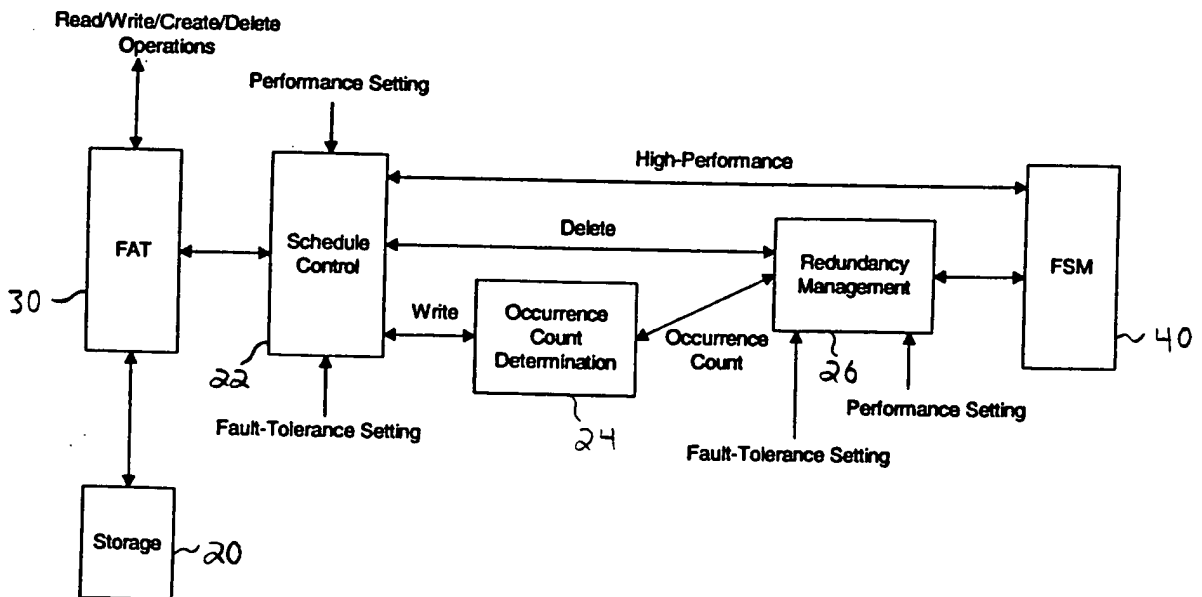 Read/Write/Create/Delete
Operations
Performance Setting
High-Performance
FAT
Schedule
Control
Delete
Redundancy
Management
FSM
30
Write
Occurrence
Count
Determination
Occurrence
Count
22
26
40
Fault-Tolerance Setting
24
Performance Setting
Fault-Tolerance Setting
Storage
20